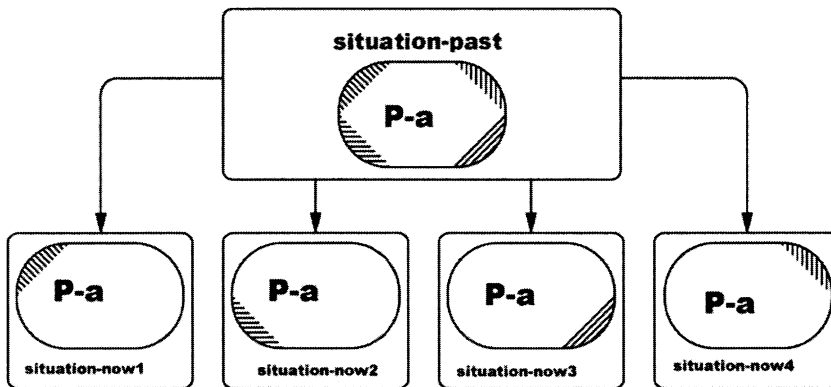 situation-past
P-a
P-a
P-a
P-a
P-a
situation-now1
situation-now2
situation-now3
situation-now4